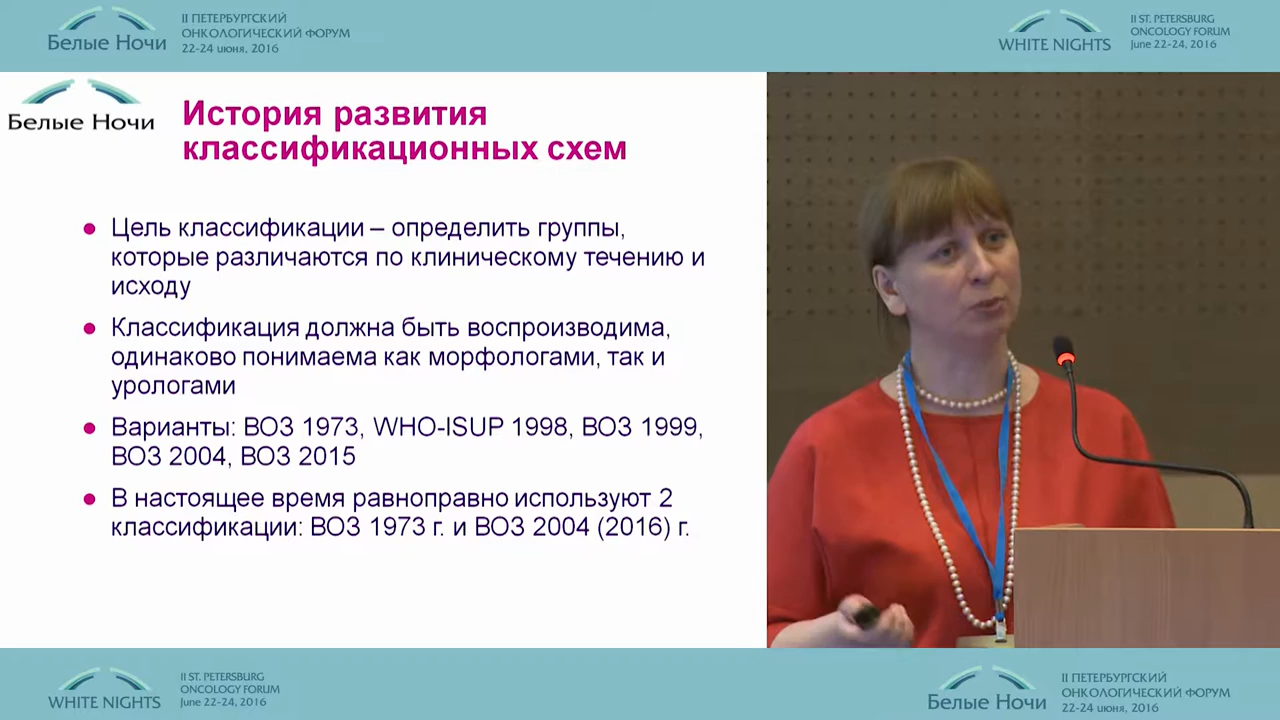 Белые Ночи
II ПЕТЕРБУРГСКИЙ
ОНКОЛОГИЧЕСКИЙ ФОРУМ
22-24 июня, 2016
WHITE NIGHTS
II ST. PETERSBURG
ONCOLOGY FORUM
June 22-24, 2016
Белые Ночи
История развития
классификационных схем
● Цель классификации – определить группы,
которые различаются по клиническому течению и
исходу
● Классификация должна быть воспроизводима,
одинаково понимаема как морфологами, так и
урологами
● Варианты: ВОЗ 1973, WHO-ISUP 1998, ВОЗ 1999,
ВОЗ 2004, ВОЗ 2015
● В настоящее время равноправно используют 2
классификации: ВОЗ 1973 г. и ВОЗ 2004 (2016) г.
WHITE NIGHTS
II ST. PETERSBURG
ONCOLOGY FORUM
June 22-24, 2016
Белые Ночи
II ПЕТЕРБУРГСКИЙ
ОНКОЛОГИЧЕСКИЙ ФОРУМ
22-24 июня, 2016